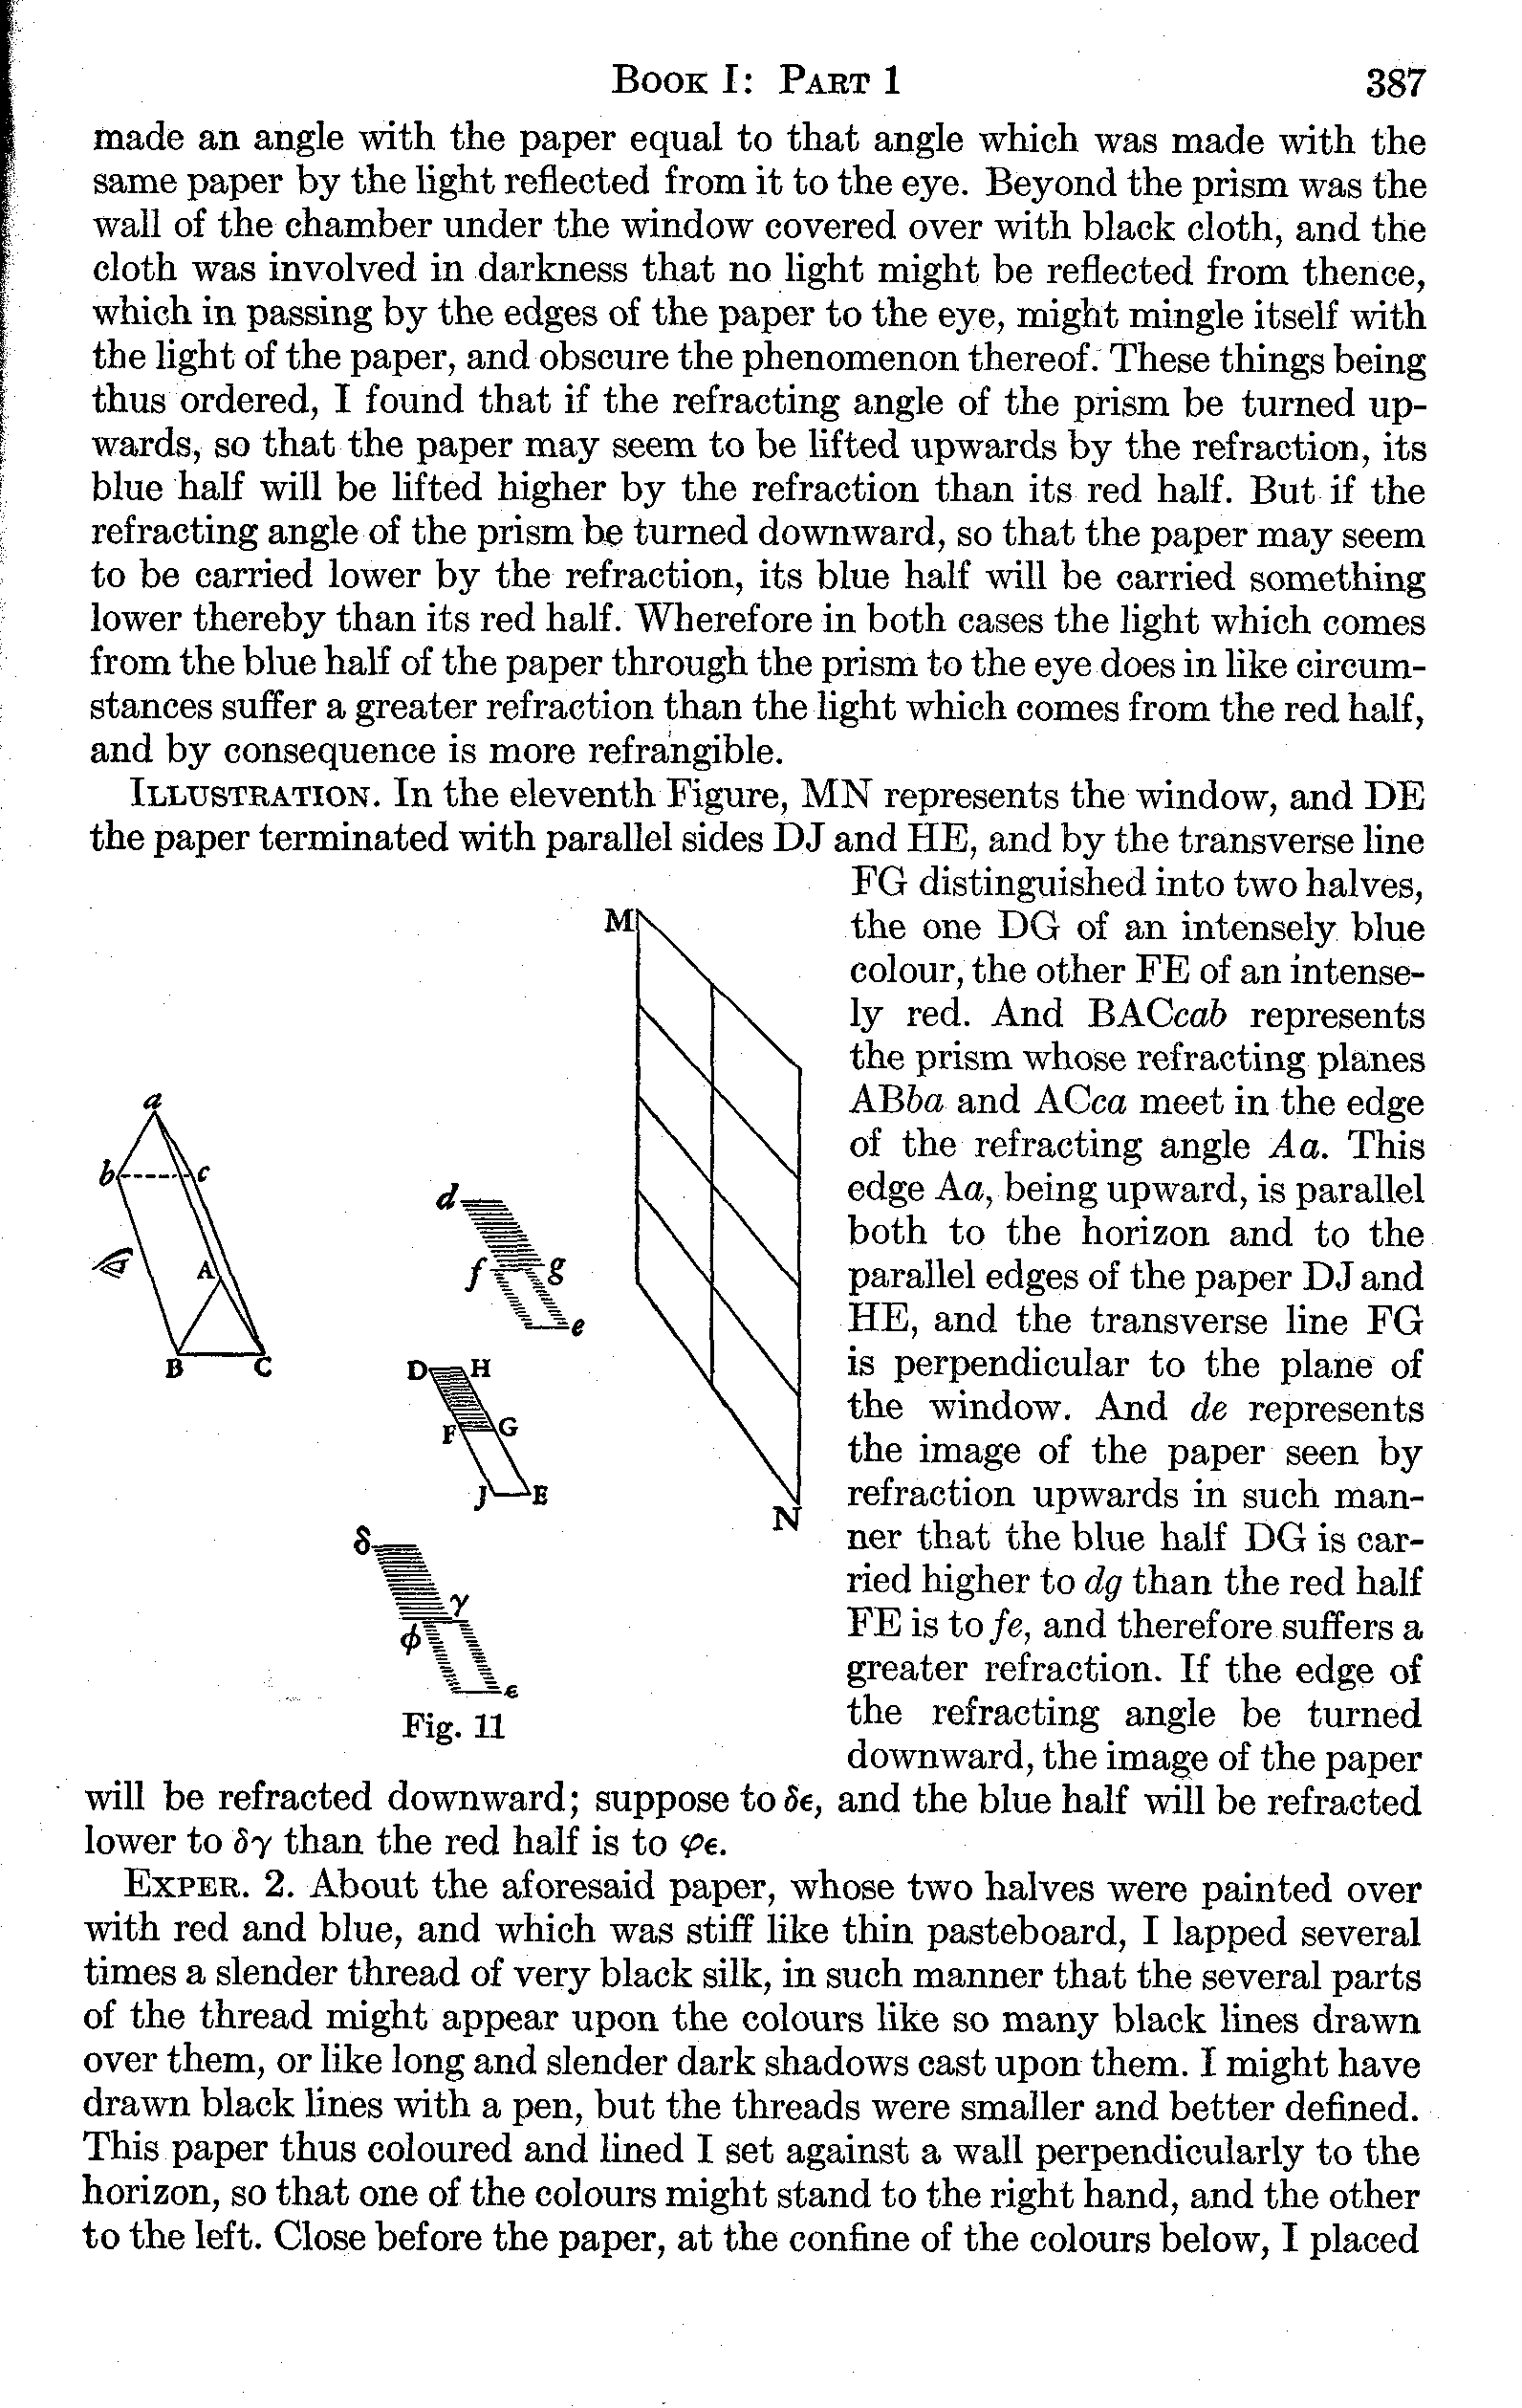 BOOK I: PART 1 387
made an angle with the paper equal to that angle which was made with the
same paper by the light reflected from it to the eye. Beyond the prism was the
wall of the chamber under the window covered over with black cloth, and the
cloth was involved in darkness that no light might be reflected from thence,
which in passing by the edges of the paper to the eye, might mingle itself with
the light of the paper, and obscure the phenomenon thereof. These things being
thus ordered, I found that if the refracting angle of the prism be turned up-
wards, so that the paper may seem to be lifted upwards by the refraction, its
blue half will be lifted higher by the refraction than its red half. But if the
refracting angle of the prism be turned downward, so that the paper may seem
to be carried lower by the refraction, its blue half will be carried something
lower thereby than its red half. Wherefore in both cases the light which comes
from the blue half of the paper through the prism to the eye does in like circum-
stances suffer a greater refraction than the light which comes from the red half,
and by consequence is more refrangible.
ILLUSTRATION. In the eleventh Figure, MN represents the window, and DE
the paper terminated with parallel sides DJ and HE, and by the transverse line
FG distinguished into two halves,
the one DG of an intensely blue
colour, the other FE of an intense-
ly red. And BACcab represents
the prism whose refracting planes
ABba and ACca meet in the edge
of the refracting angle Aa. This
edge Aa, being upward, is parallel
both to the horizon and to the
parallel edges of the paper DJ and
HE, and the transverse line FG
is perpendicular to the plane of
the window. And de represents
the image of the paper seen by
refraction upwards in such man-
ner that the blue half DG is car-
ried higher to dg than the red half
FE is to fe, and therefore suffers a
greater refraction. If the edge of
the refracting angle be turned
downward, the image of the paper
M
a
b c
d
f g
A
e
B C
D H
F G
J E
N
δ
γ
φ
ε
Fig. 11
will be refracted downward; suppose to δε, and the blue half will be refracted
lower to δγ than the red half is to φε.
EXPER. 2. About the aforesaid paper, whose two halves were painted over
with red and blue, and which was stiff like thin pasteboard, I lapped several
times a slender thread of very black silk, in such manner that the several parts
of the thread might appear upon the colours like so many black lines drawn
over them, or like long and slender dark shadows cast upon them. I might have
drawn black lines with a pen, but the threads were smaller and better defined.
This paper thus coloured and lined I set against a wall perpendicularly to the
horizon, so that one of the colours might stand to the right hand, and the other
to the left. Close before the paper, at the confine of the colours below, I placed